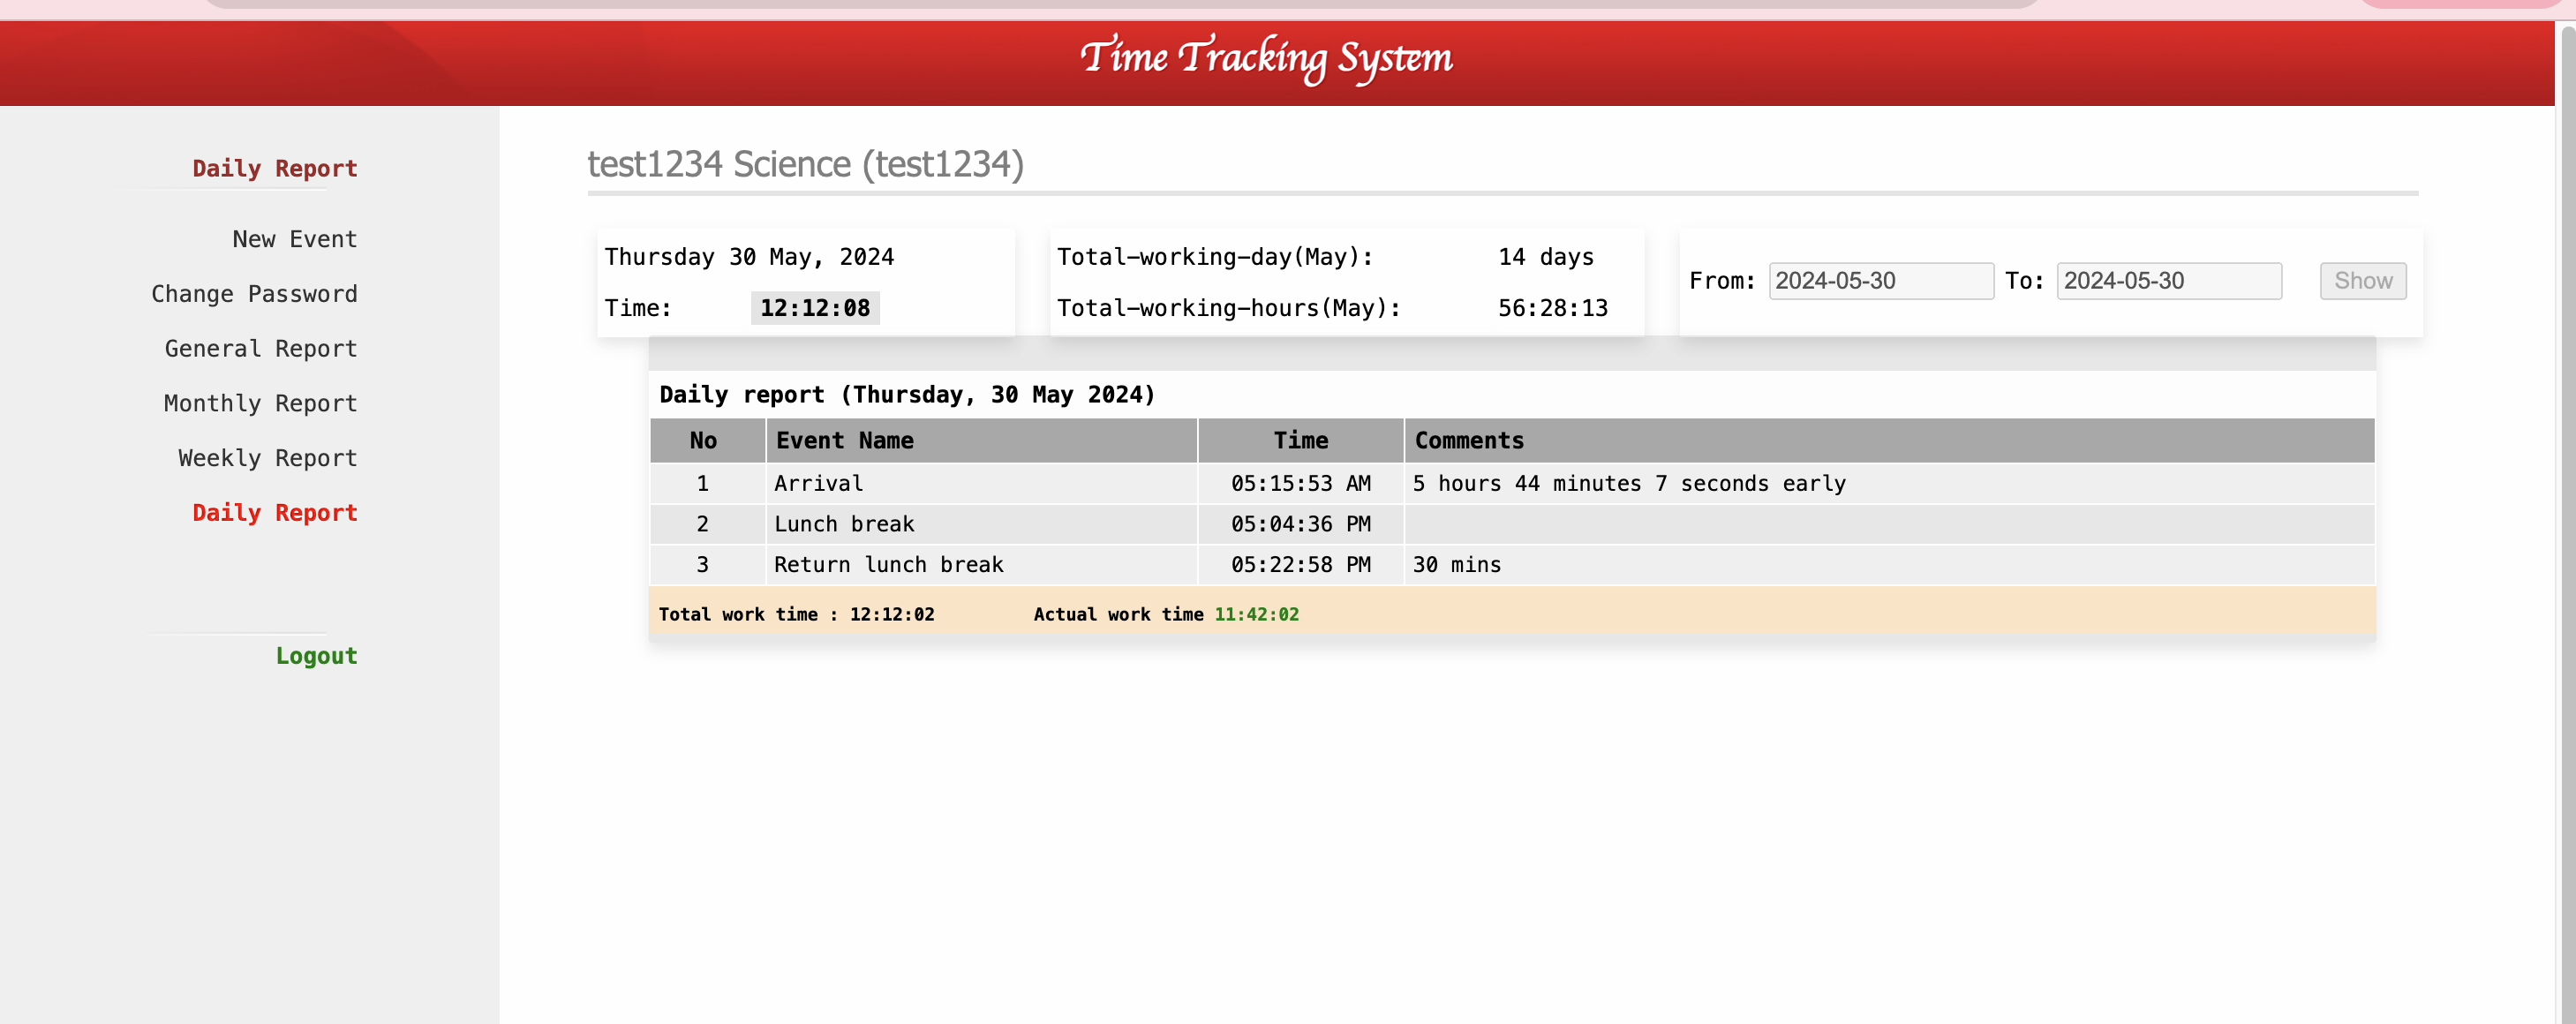 Time Tracking System
Daily Report
New Event
Change Password
General Report
Monthly Report
Weekly Report
Daily Report
Logout
test1234 Science (test1234)
Thursday 30 May, 2024
Time: 12:12:08
Total-working-day(May): 14 days
Total-working-hours(May): 56:28:13
From: 2024-05-30 To: 2024-05-30 Show
Daily report (Thursday, 30 May 2024)
No Event Name Time Comments
1 Arrival 05:15:53 AM 5 hours 44 minutes 7 seconds early
2 Lunch break 05:04:36 PM
3 Return lunch break 05:22:58 PM 30 mins
Total work time : 12:12:02 Actual work time 11:42:02